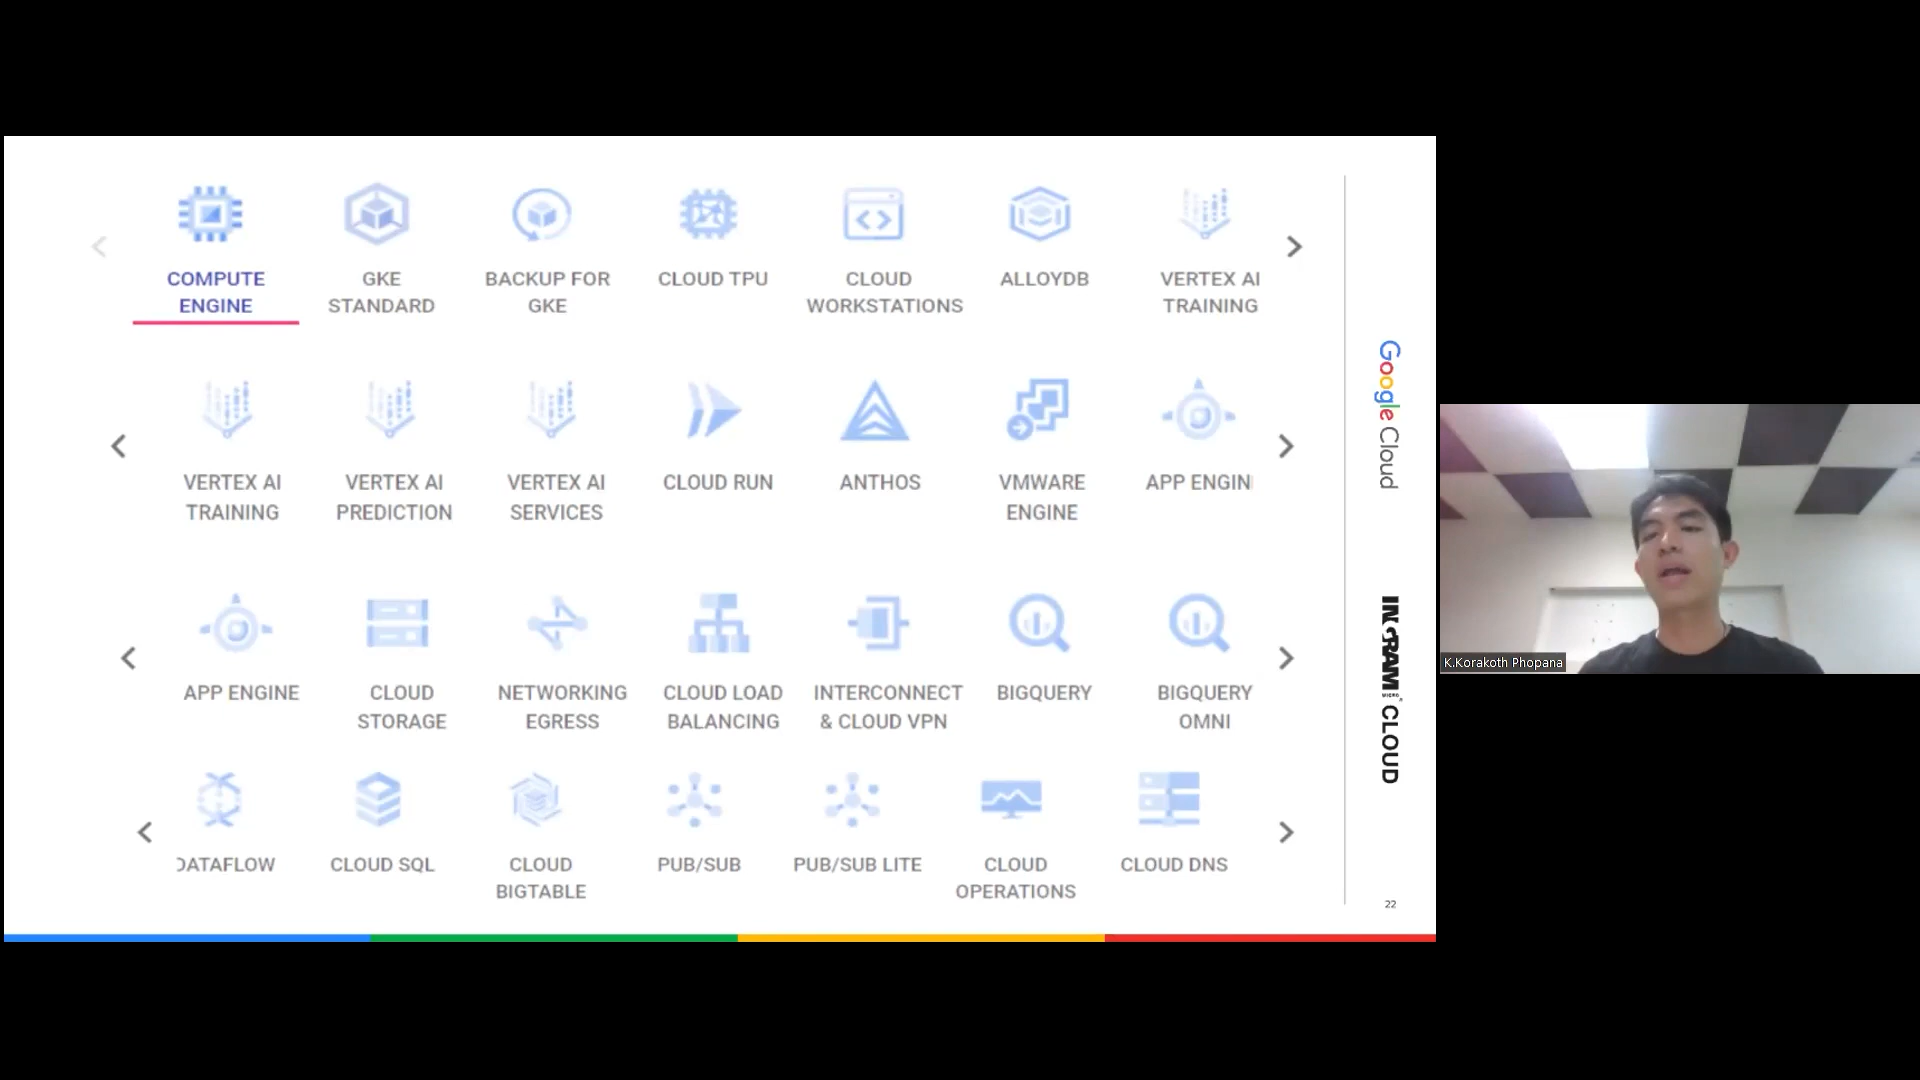 COMPUTE
ENGINE
GKE
STANDARD
BACKUP FOR
GKE
CLOUD TPU
CLOUD
WORKSTATIONS
ALLOYDB
VERTEX AI
TRAINING
VERTEX AI
TRAINING
VERTEX AI
PREDICTION
VERTEX AI
SERVICES
CLOUD RUN
ANTHOS
VMWARE
ENGINE
APP ENGIN
APP ENGINE
CLOUD
STORAGE
NETWORKING
EGRESS
CLOUD LOAD
BALANCING
INTERCONNECT
& CLOUD VPN
BIGQUERY
BIGQUERY
OMNI
DATAFLOW
CLOUD SQL
CLOUD
BIGTABLE
PUB/SUB
PUB/SUB LITE
CLOUD
OPERATIONS
CLOUD DNS
Google Cloud
INGRAM MICRO CLOUD
22
K.Korakoth Phopana